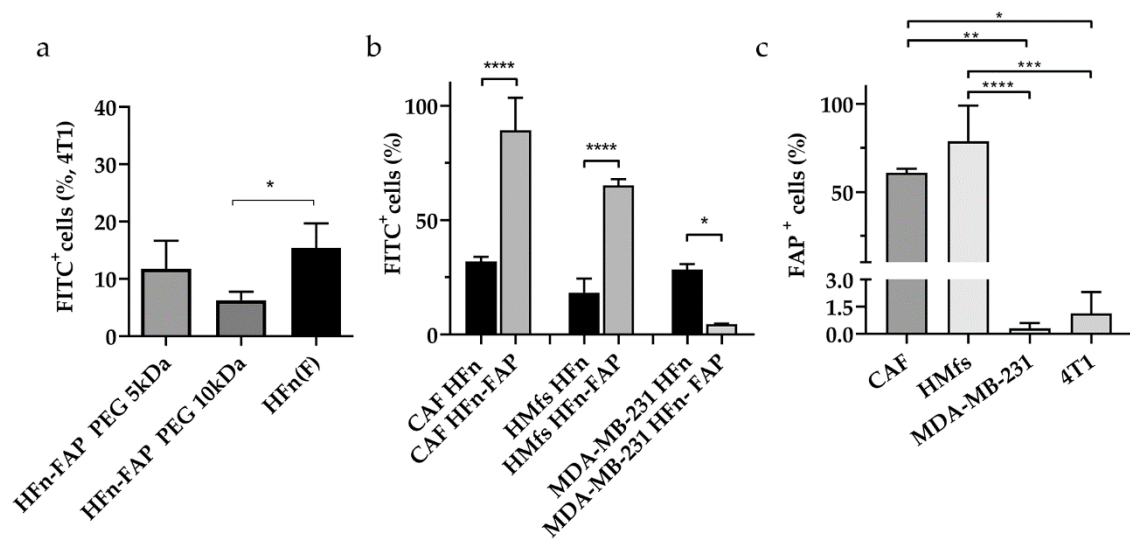 a
FITC⁺ cells (%, 4T1)
40
30
20
10
0
*
HFn-FAP PEG 5kDa
HFn-FAP PEG 10kDa
HFn(F)
b
FITC⁺ cells (%)
100
50
0
****
****
*
CAF HFn
CAF HFn-FAP
HMfs HFn
HMfs HFn-FAP
MDA-MB-231 HFn
MDA-MB-231 HFn- FAP
c
FAP ⁺ cells (%)
100
50
3.0
1.5
0.0
*
**
***
****
CAF
HMfs
MDA-MB-231
4T1